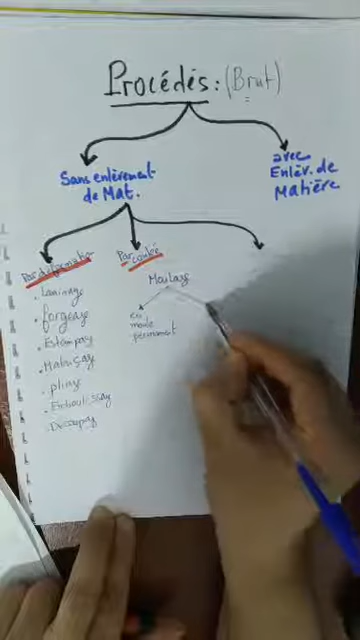 Procédés : (Brut)
Sans enlèvement
de Mat.
avec
Enlèv. de
Matière
Par déformation
Par coulée
Moulage
en
moule
permanent
. Laminage
. forgeage
. Estampage
. Matriçage
. pliage
. Emboutissage
. Decoupage